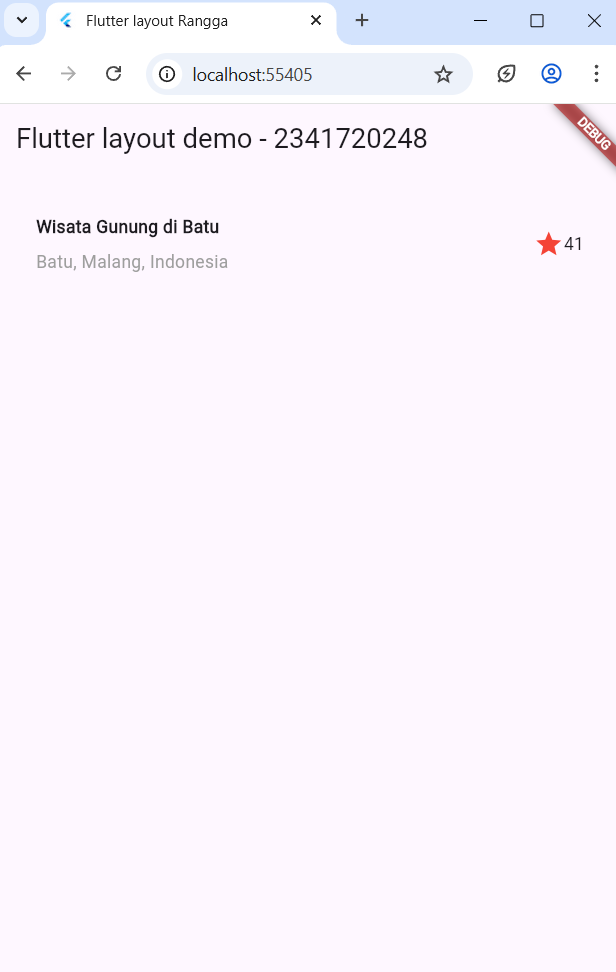 Flutter layout Rangga
localhost:55405
Flutter layout demo - 2341720248
DEBUG
Wisata Gunung di Batu
Batu, Malang, Indonesia
41